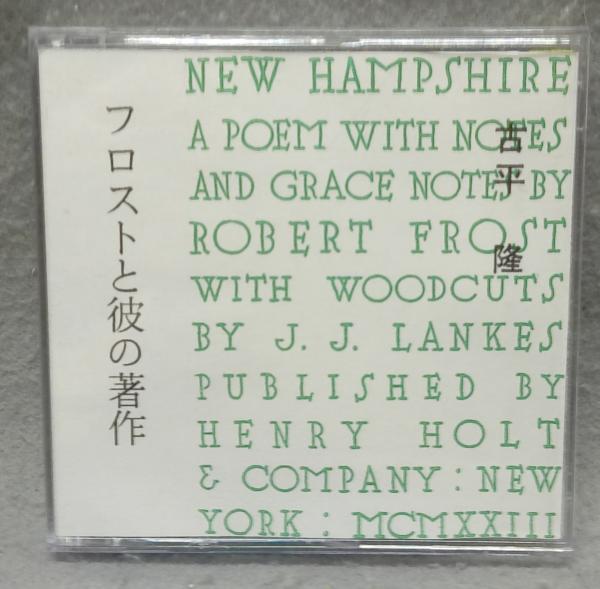 フロストと彼の著作
NEW HAMPSHIRE
A POEM WITH NOTES
AND GRACE NOTES BY
ROBERT FROST
WITH WOODCUTS
BY J. J. LANKES
PUBLISHED BY
HENRY HOLT
& COMPANY : NEW
YORK : MCMXXIII
古平 隆